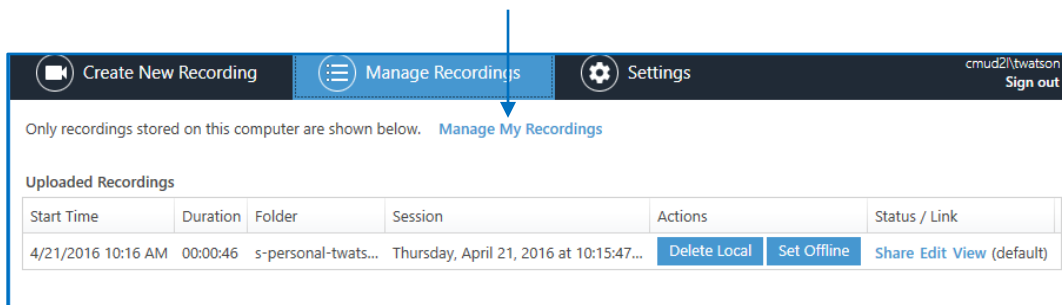 Create New Recording Manage Recordings Settings cmud2l\twatson
Sign out
Only recordings stored on this computer are shown below. Manage My Recordings
Uploaded Recordings
Start Time Duration Folder Session Actions Status / Link
4/21/2016 10:16 AM 00:00:46 s-personal-twats... Thursday, April 21, 2016 at 10:15:47... Delete Local Set Offline Share Edit View (default)